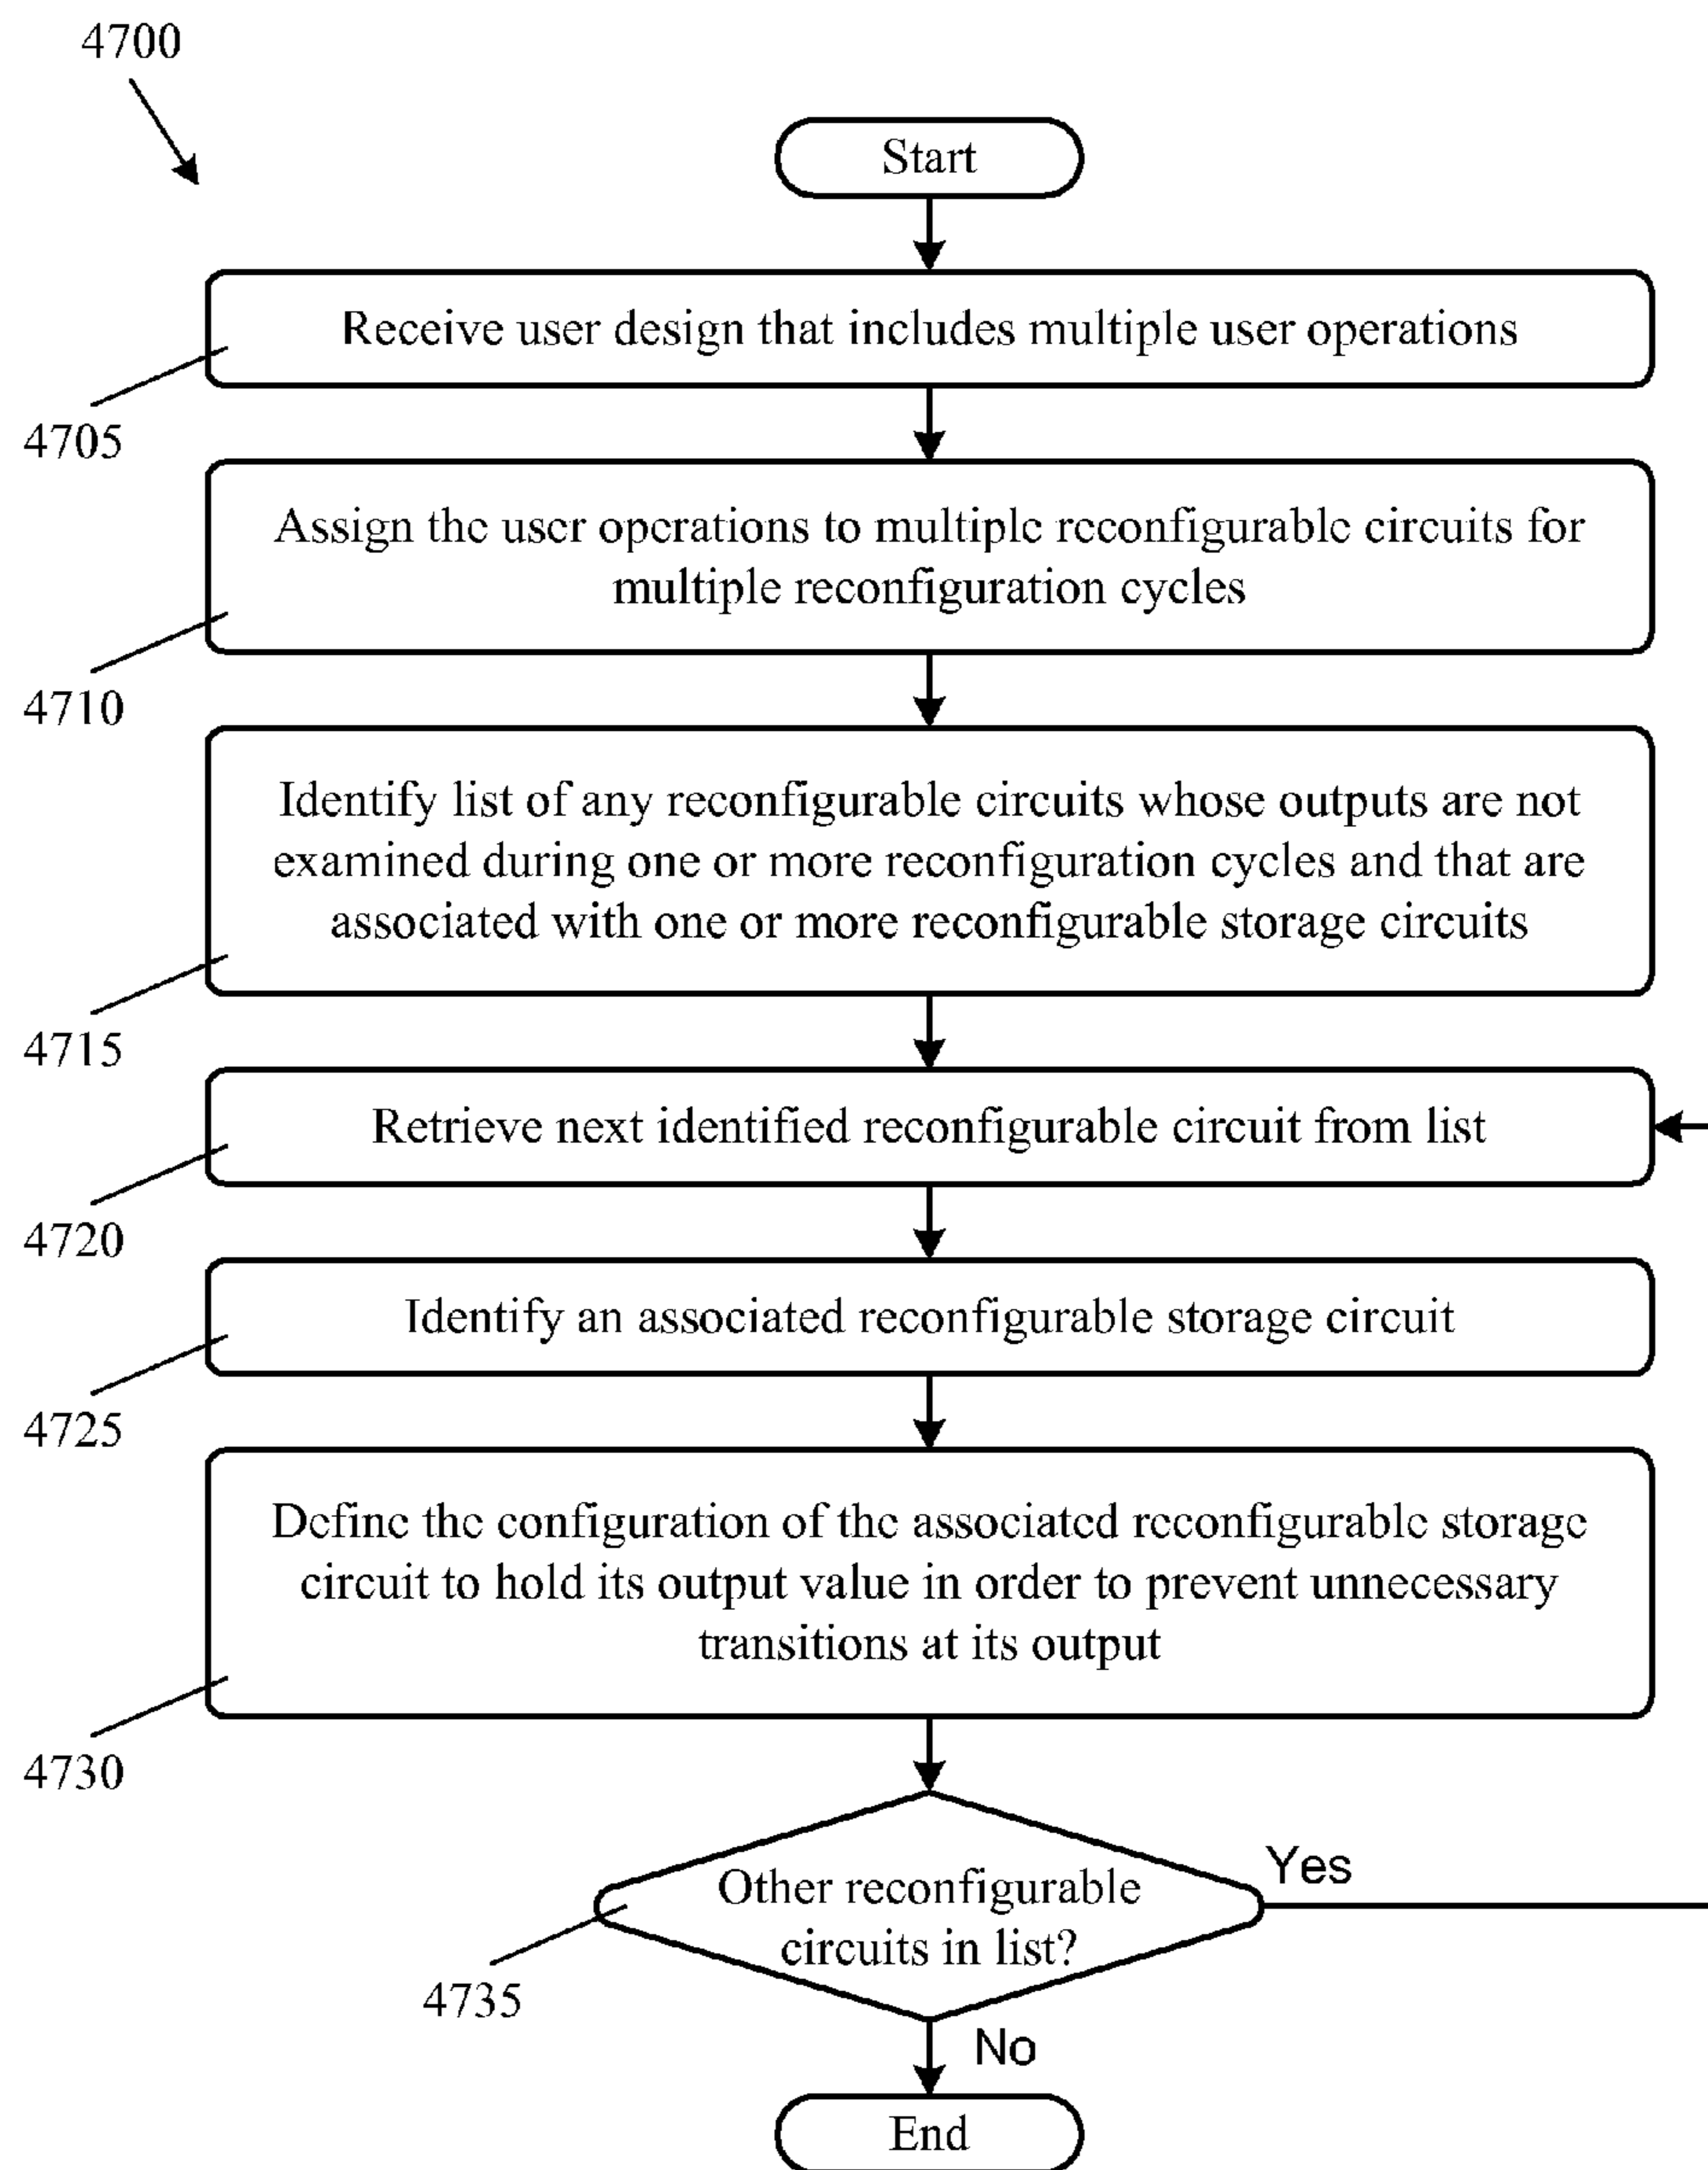 4700
Start
Receive user design that includes multiple user operations
4705
Assign the user operations to multiple reconfigurable circuits for
multiple reconfiguration cycles
4710
Identify list of any reconfigurable circuits whose outputs are not
examined during one or more reconfiguration cycles and that are
associated with one or more reconfigurable storage circuits
4715
Retrieve next identified reconfigurable circuit from list
4720
Identify an associated reconfigurable storage circuit
4725
Define the configuration of the associated reconfigurable storage
circuit to hold its output value in order to prevent unnecessary
transitions at its output
4730
Other reconfigurable
circuits in list?
Yes
4735
No
End